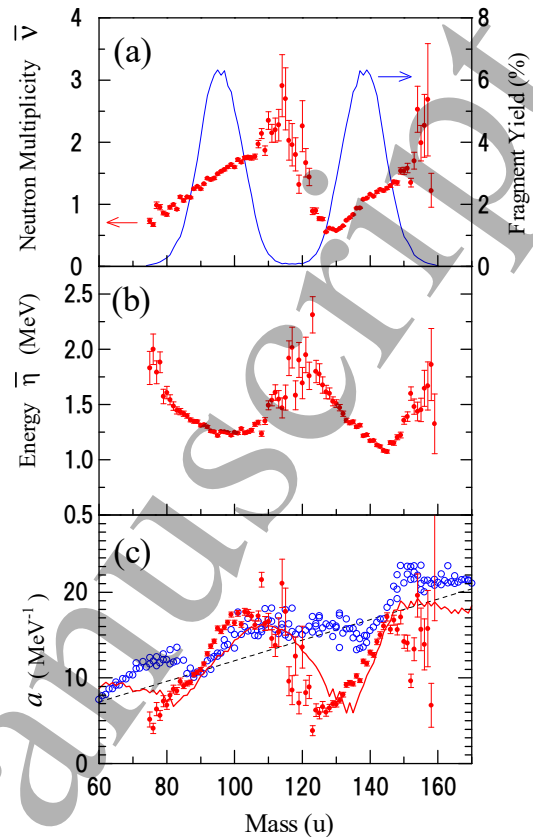 (a)
Neutron Multiplicity ν̅
Fragment Yield (%)
4
3
2
1
0
8
6
4
2
0
(b)
Energy η̅ (MeV)
2.5
2.0
1.5
1.0
0.5
(c)
a (MeV⁻¹)
20
10
0
60 80 100 120 140 160
Mass (u)
anuscript